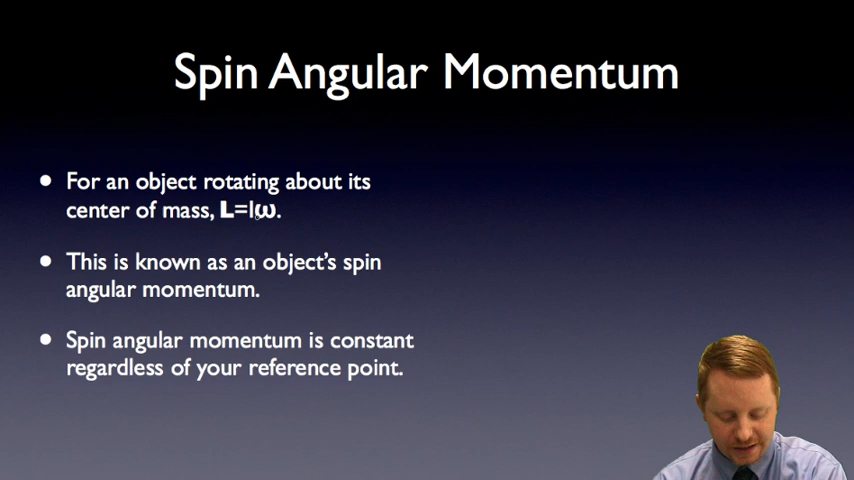 Spin Angular Momentum
• For an object rotating about its
center of mass, L=Iω.
• This is known as an object’s spin
angular momentum.
• Spin angular momentum is constant
regardless of your reference point.